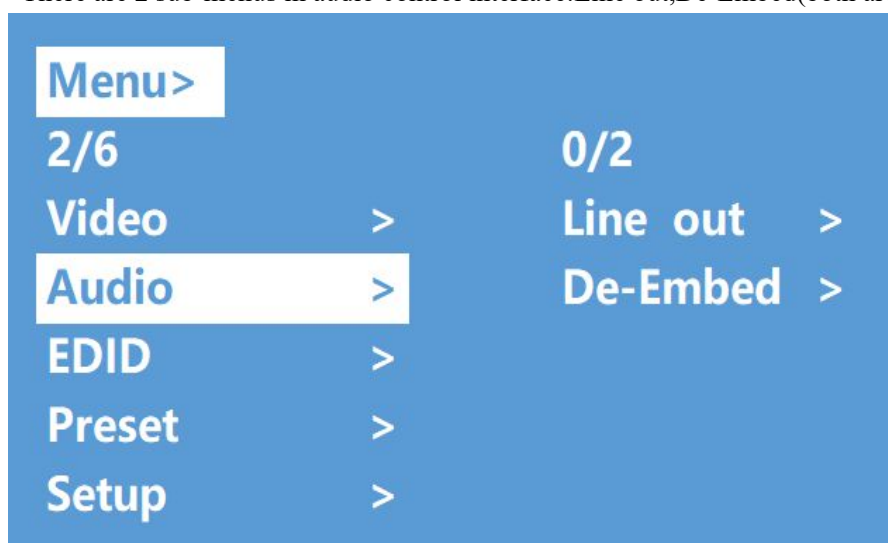 Menu>
2/6 0/2
Video > Line out >
Audio > De-Embed >
EDID >
Preset >
Setup >